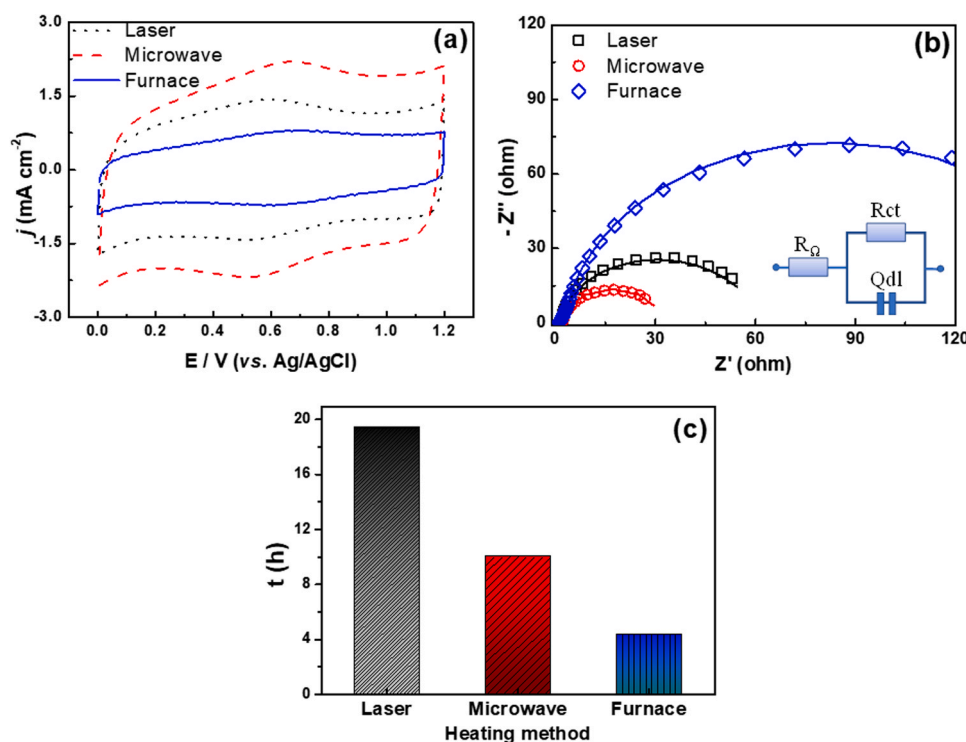 (a)
Laser
Microwave
Furnace
3.0
1.5
0.0
-1.5
-3.0
j (mA cm-2)
0.0 0.2 0.4 0.6 0.8 1.0 1.2
E / V (vs. Ag/AgCl)
(b)
Laser
Microwave
Furnace
-120
-90
-60
-30
0
- Z'' (ohm)
0 30 60 90 120
Z' (ohm)
RΩ
Rct
Qdl
(c)
20
16
12
8
4
0
t (h)
Laser Microwave Furnace
Heating method